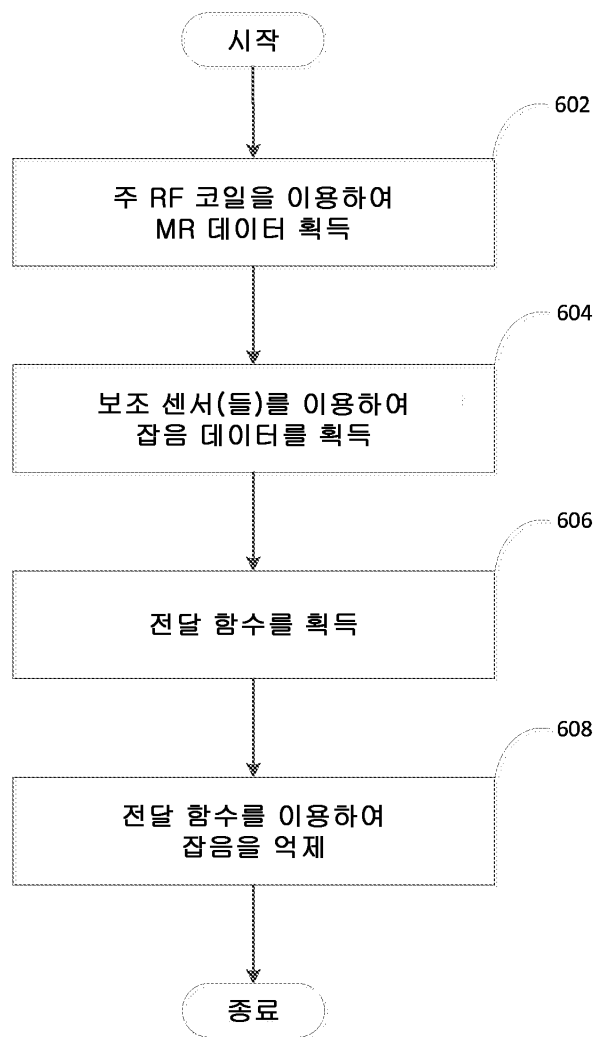 시작
602
주 RF 코일을 이용하여
MR 데이터 획득
604
보조 센서(들)를 이용하여
잡음 데이터를 획득
606
전달 함수를 획득
608
전달 함수를 이용하여
잡음을 억제
종료